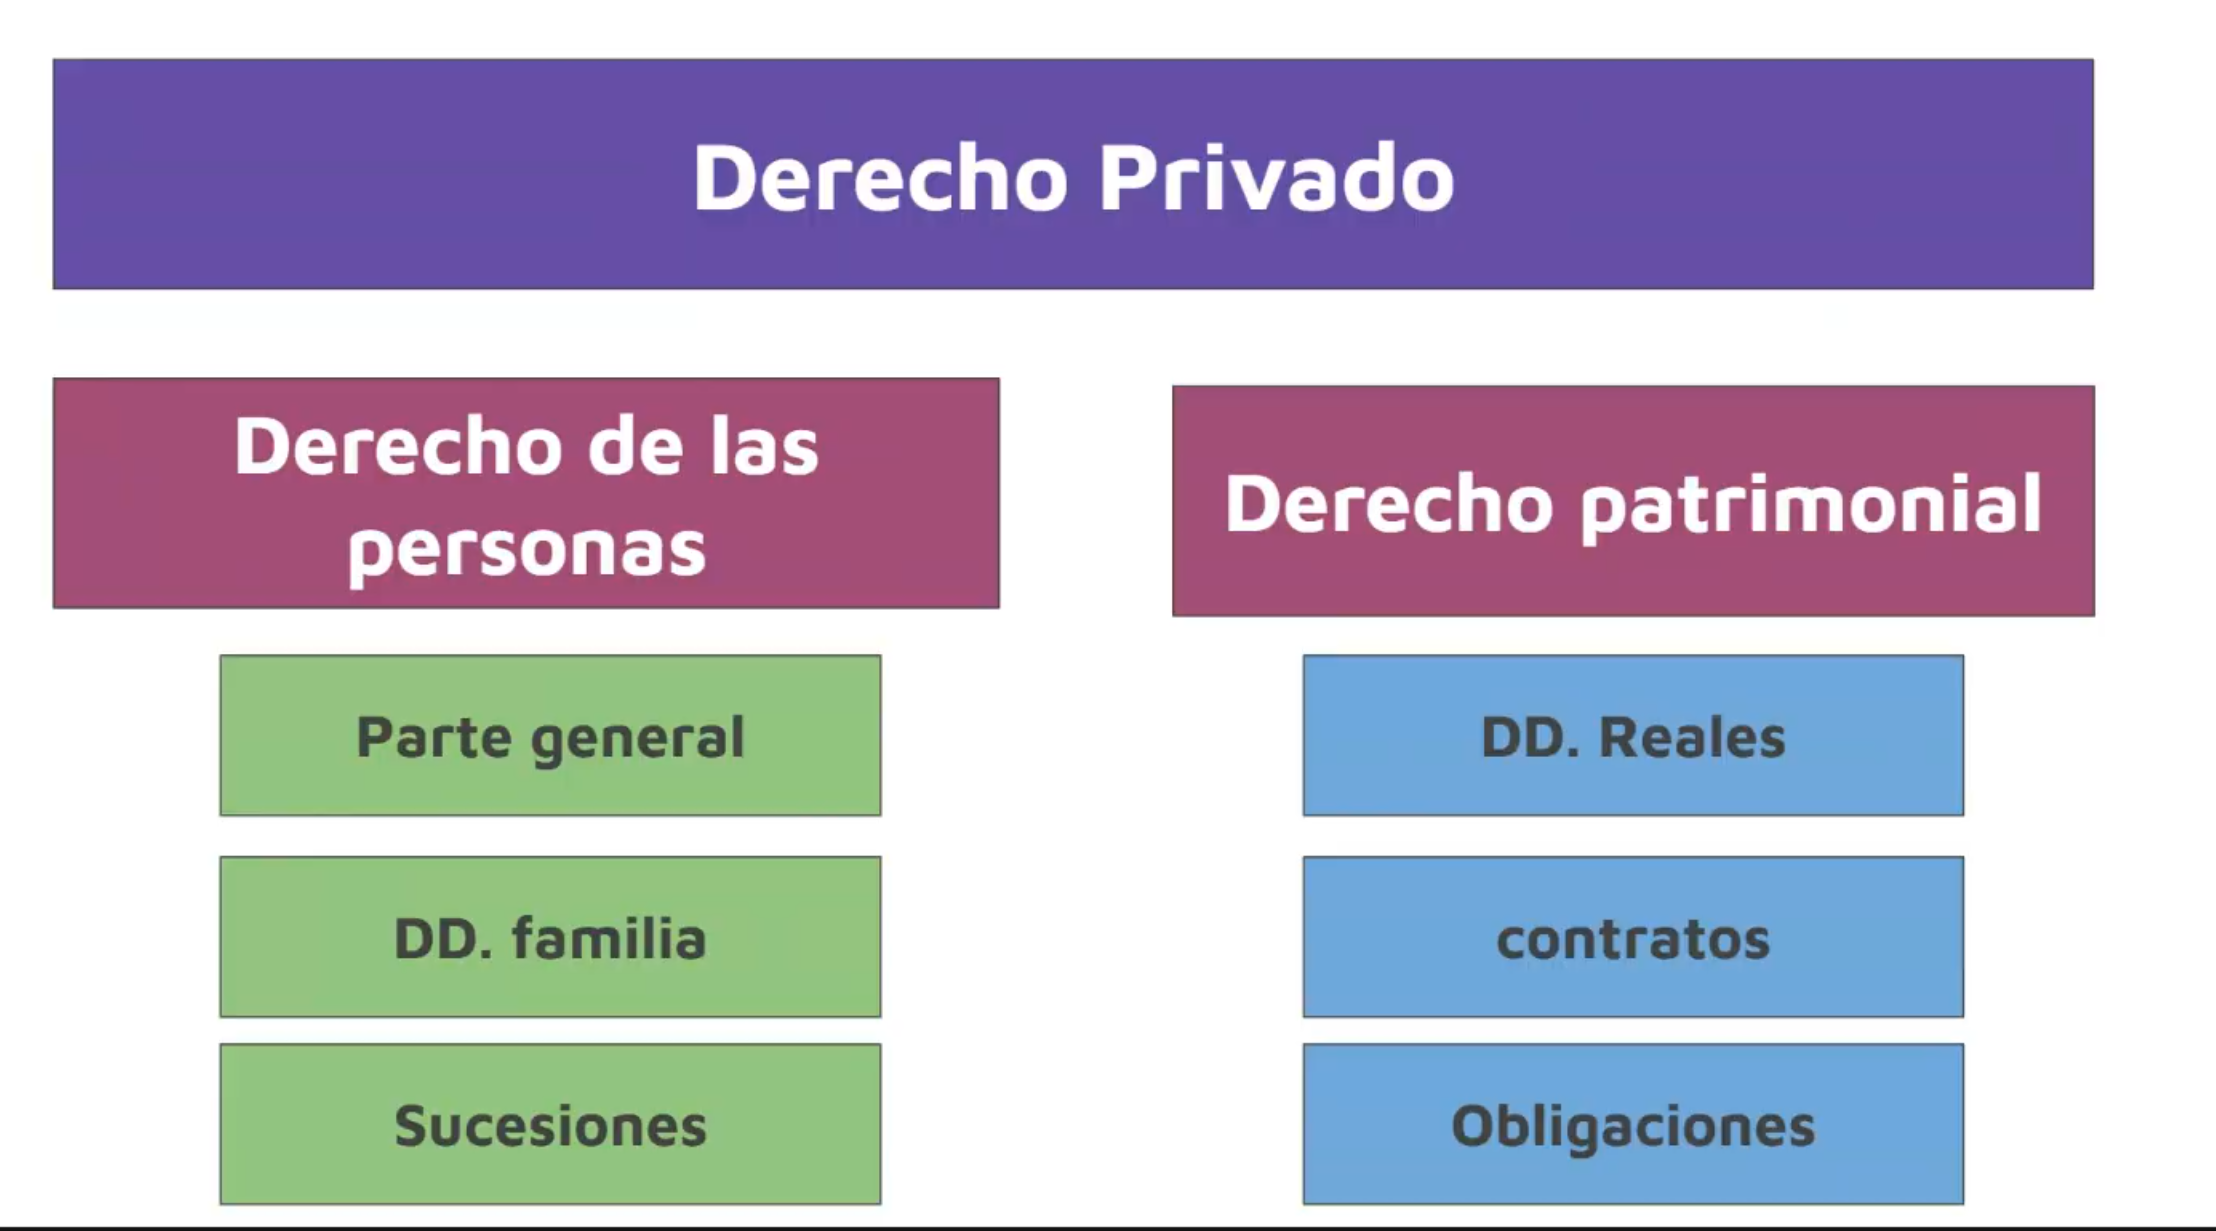 Derecho Privado
Derecho de las
personas
Derecho patrimonial
Parte general
DD. Reales
DD. familia
contratos
Sucesiones
Obligaciones